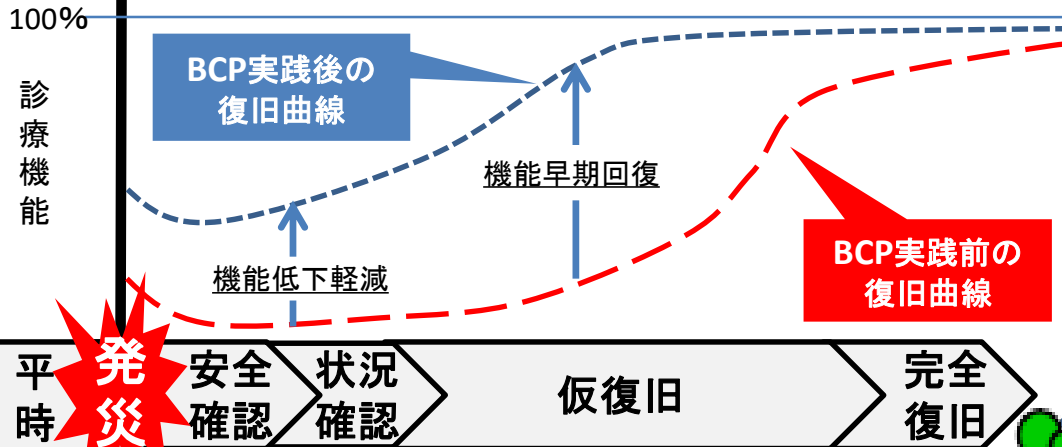 100%
診療機能
BCP実践後の
復旧曲線
機能早期回復
機能低下軽減
BCP実践前の
復旧曲線
平時
発災
安全
確認
状況
確認
仮復旧
完全
復旧